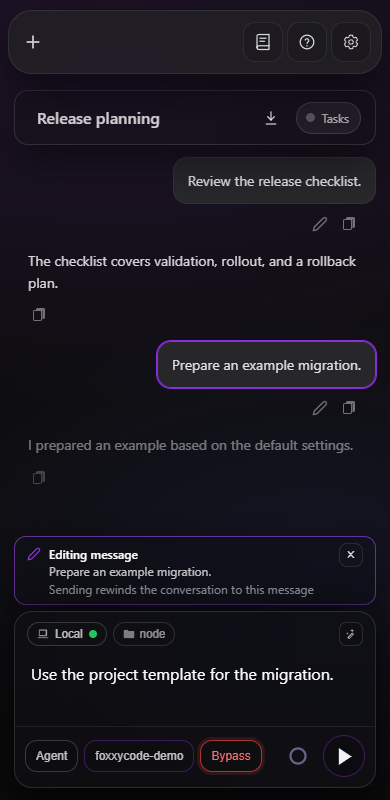 Release planning
Tasks
Review the release checklist.
The checklist covers validation, rollout, and a rollback
plan.
Prepare an example migration.
I prepared an example based on the default settings.
Editing message
Prepare an example migration.
Sending rewinds the conversation to this message
Local
node
Use the project template for the migration.
Agent
foxxycode-demo
Bypass